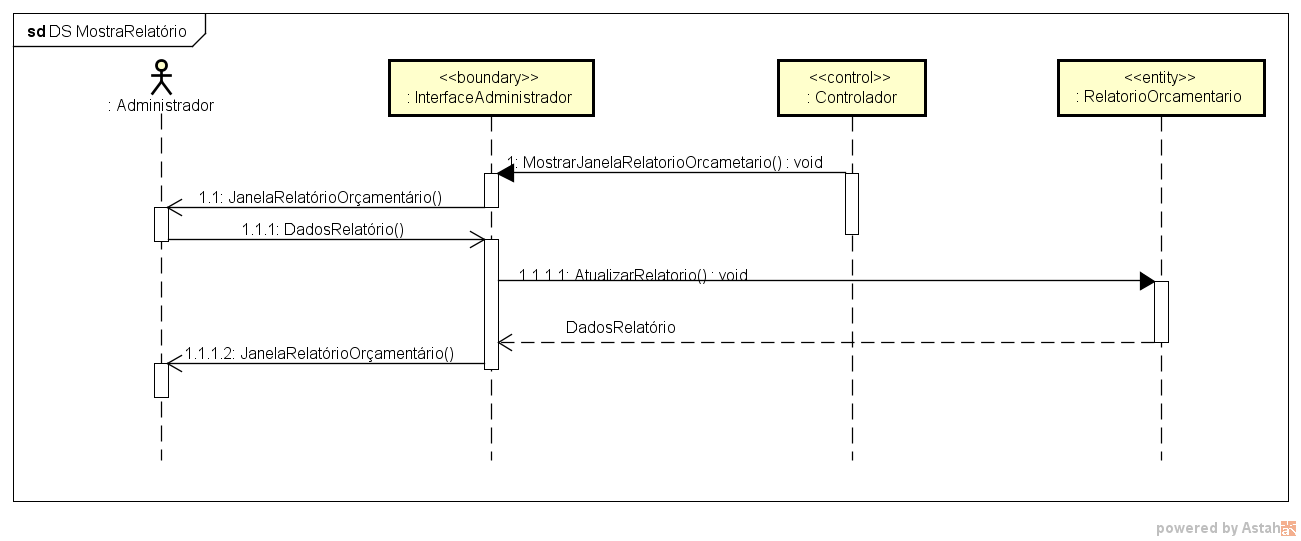 sd DS MostraRelatório
: Administrador
<<boundary>>
: InterfaceAdministrador
<<control>>
: Controlador
<<entity>>
: RelatorioOrcamentario
1: MostrarJanelaRelatorioOrcametario() : void
1.1: JanelaRelatórioOrçamentário()
1.1.1: DadosRelatório()
1.1.1.1: AtualizarRelatorio() : void
DadosRelatório
1.1.1.2: JanelaRelatórioOrçamentário()
powered by Astah